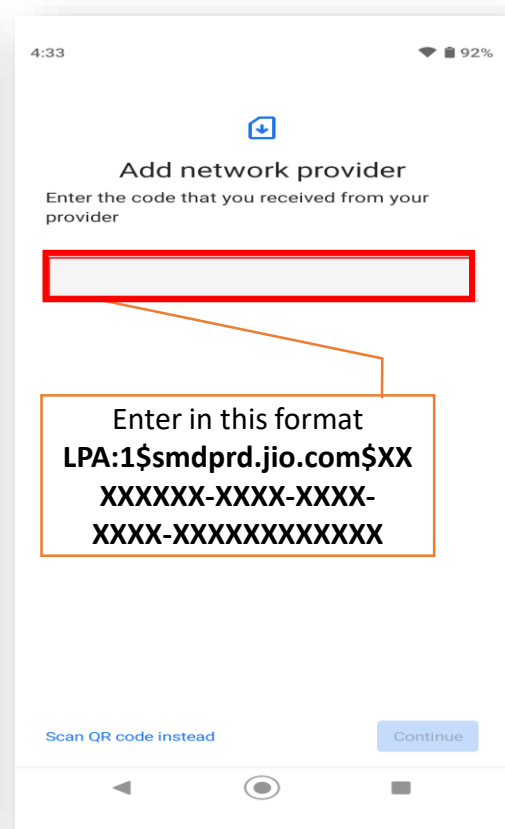 4:33
92%
Add network provider
Enter the code that you received from your
provider
Enter in this format
LPA:1$smdprd.jio.com$XX
XXXXXX-XXXX-XXXX-
XXXX-XXXXXXXXXXXX
Scan QR code instead
Continue